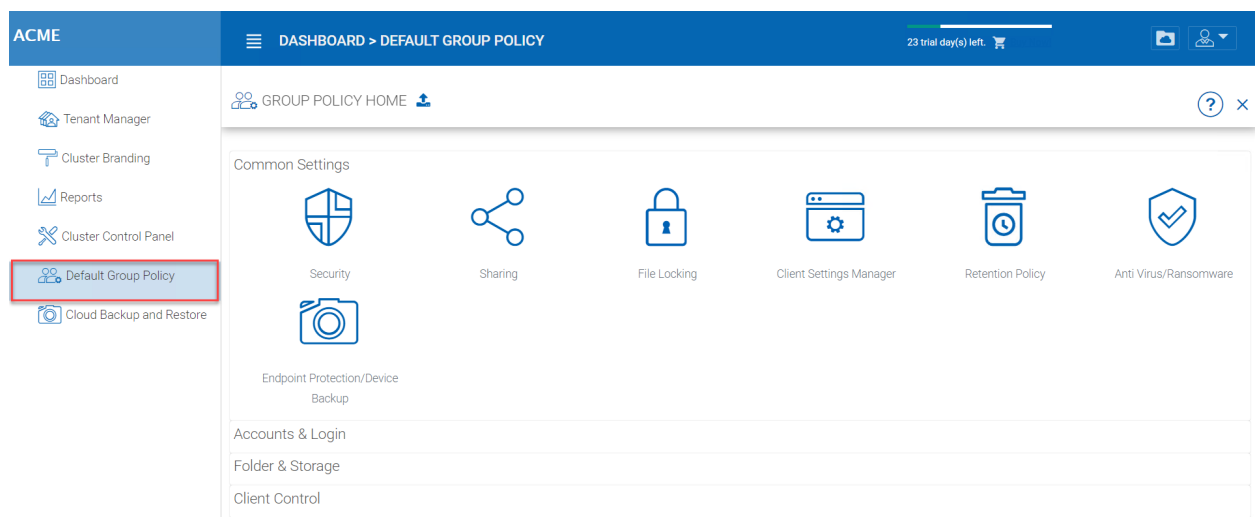 ACME
DASHBOARD > DEFAULT GROUP POLICY
23 trial day(s) left.
Dashboard
Tenant Manager
Cluster Branding
Reports
Cluster Control Panel
Default Group Policy
Cloud Backup and Restore
GROUP POLICY HOME
?
Common Settings
Security
Sharing
File Locking
Client Settings Manager
Retention Policy
Anti Virus/Ransomware
Endpoint Protection/Device
Backup
Accounts & Login
Folder & Storage
Client Control